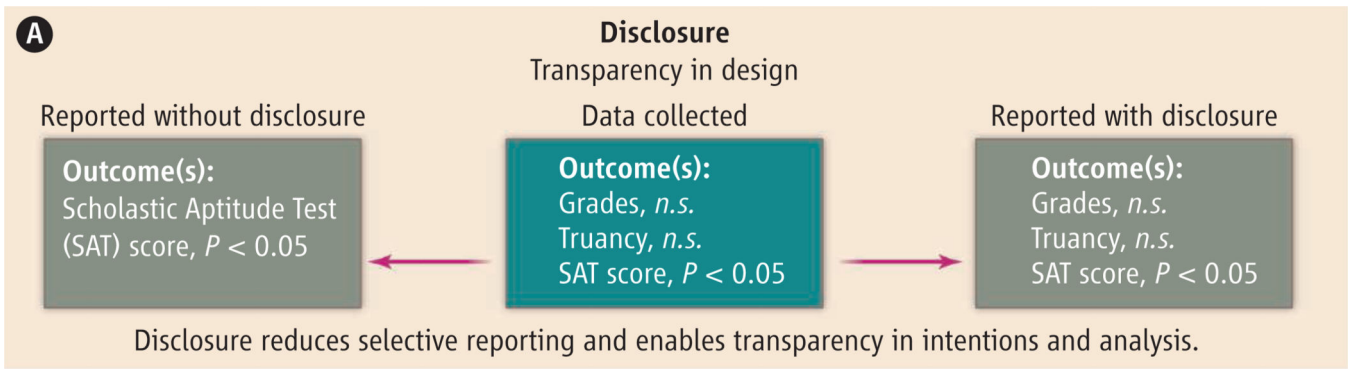 A
Disclosure
Transparency in design
Reported without disclosure
Outcome(s):
Scholastic Aptitude Test
(SAT) score, P < 0.05
Data collected
Outcome(s):
Grades, n.s.
Truancy, n.s.
SAT score, P < 0.05
Reported with disclosure
Outcome(s):
Grades, n.s.
Truancy, n.s.
SAT score, P < 0.05
Disclosure reduces selective reporting and enables transparency in intentions and analysis.